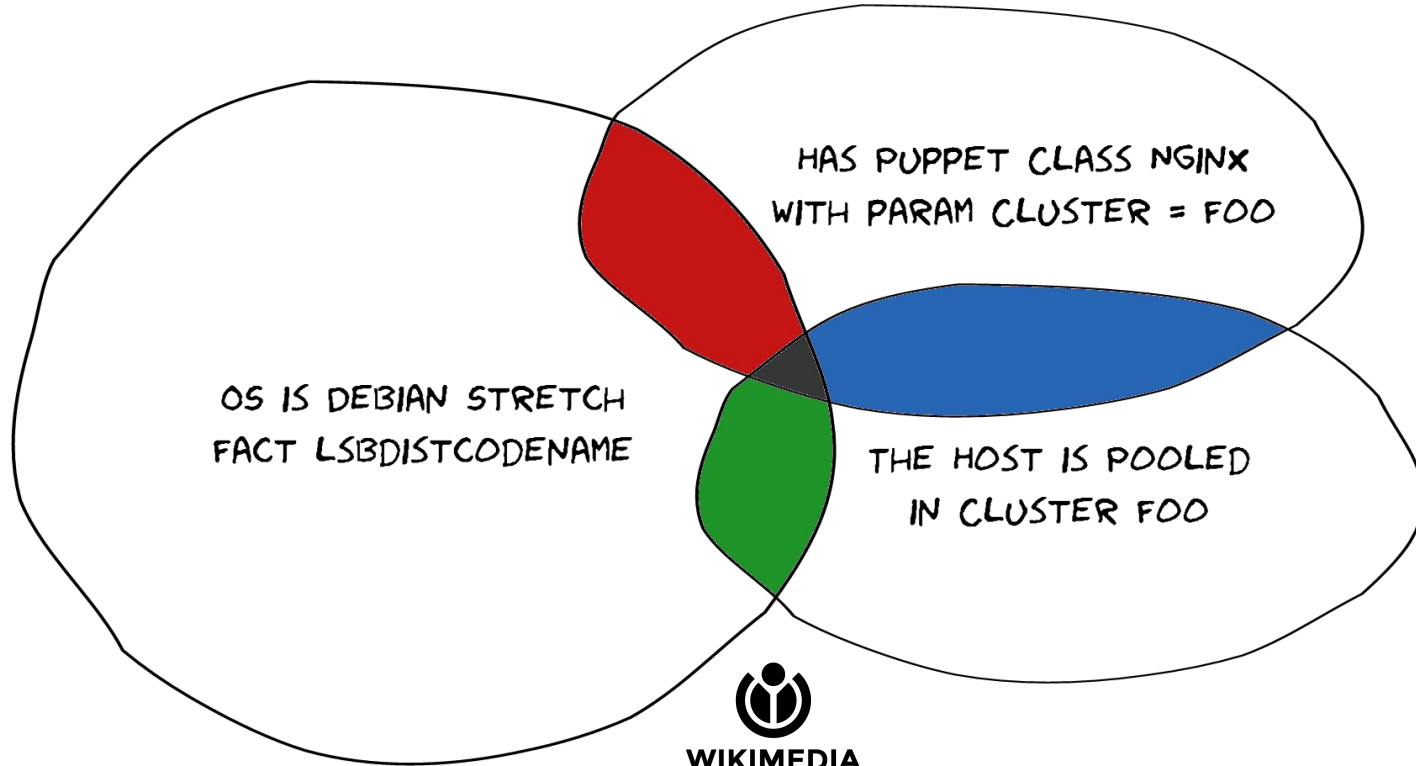 HAS PUPPET CLASS NGINX
WITH PARAM CLUSTER = FOO
OS IS DEBIAN STRETCH
FACT LSBDISTCODENAME
THE HOST IS POOLED
IN CLUSTER FOO
WIKIMEDIA